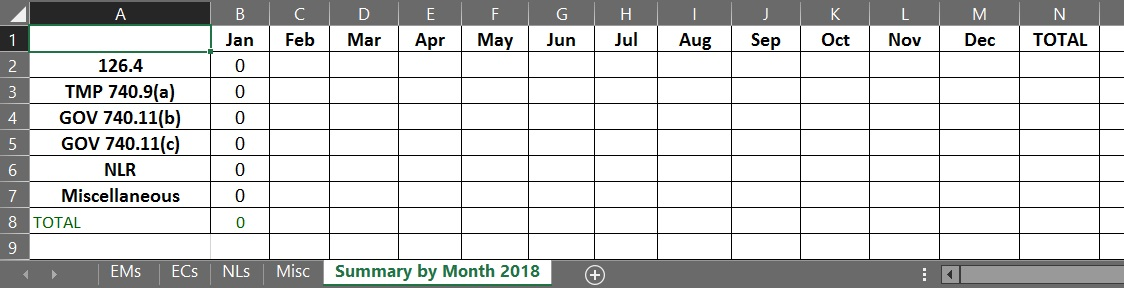 A B C D E F G H I J K L M N
1 Jan Feb Mar Apr May Jun Jul Aug Sep Oct Nov Dec TOTAL
2 126.4 0
3 TMP 740.9(a) 0
4 GOV 740.11(b) 0
5 GOV 740.11(c) 0
6 NLR 0
7 Miscellaneous 0
8 TOTAL 0
9
EMs ECs NLs Misc Summary by Month 2018